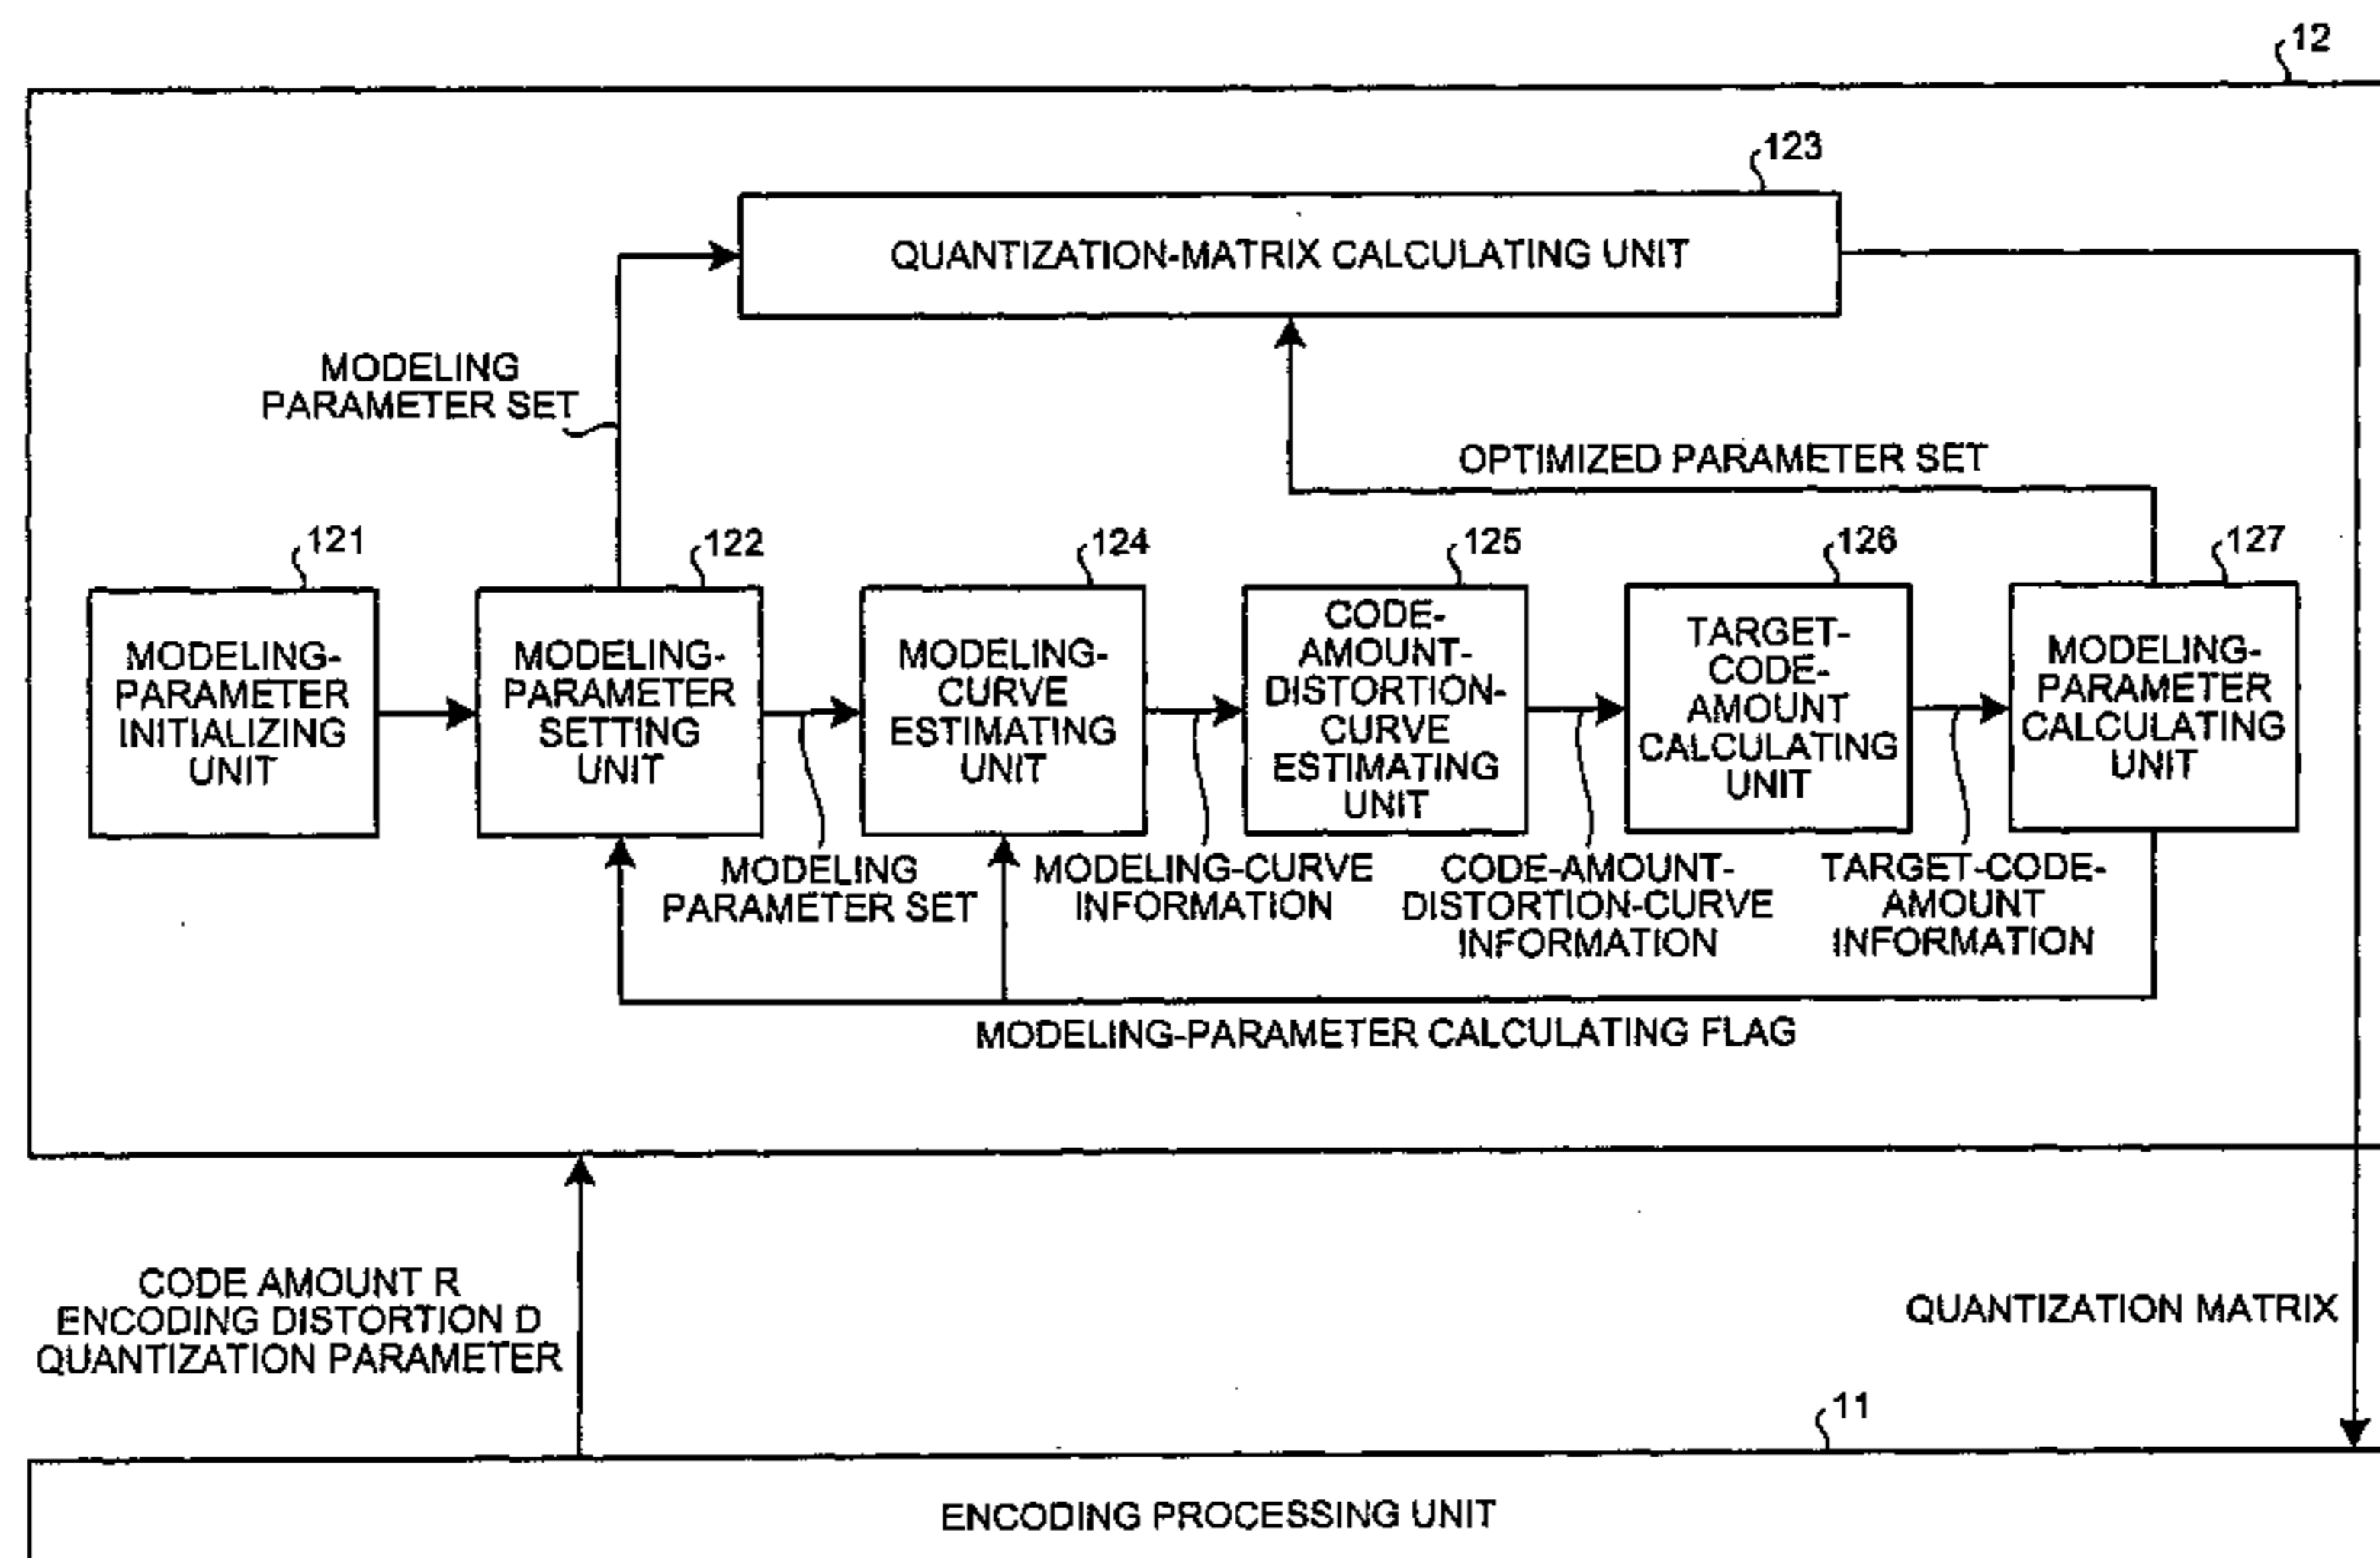 12
123
QUANTIZATION-MATRIX CALCULATING UNIT
MODELING
PARAMETER SET
OPTIMIZED PARAMETER SET
121
122
124
125
126
127
MODELING-
PARAMETER
INITIALIZING
UNIT
MODELING-
PARAMETER
SETTING
UNIT
MODELING-
CURVE
ESTIMATING
UNIT
CODE-
AMOUNT-
DISTORTION-
CURVE
ESTIMATING
UNIT
TARGET-
CODE-
AMOUNT
CALCULATING
UNIT
MODELING-
PARAMETER
CALCULATING
UNIT
MODELING
PARAMETER SET
MODELING-CURVE
INFORMATION
CODE-AMOUNT-
DISTORTION-CURVE
INFORMATION
TARGET-CODE-
AMOUNT
INFORMATION
MODELING-PARAMETER CALCULATING FLAG
CODE AMOUNT R
ENCODING DISTORTION D
QUANTIZATION PARAMETER
QUANTIZATION MATRIX
11
ENCODING PROCESSING UNIT